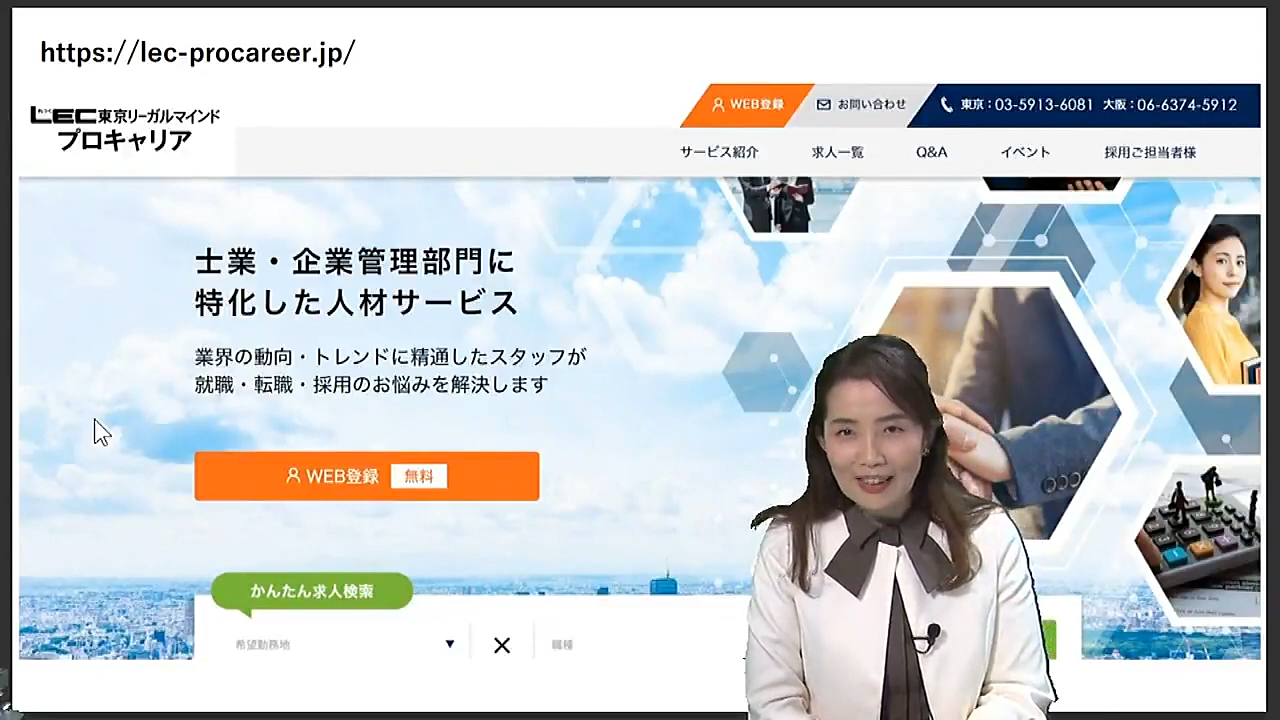 https://lec-procareer.jp/
WEB登録
お問い合わせ
東京：03-5913-6081 大阪：06-6374-5912
LEC東京リーガルマインド
プロキャリア
サービス紹介
求人一覧
Q&A
イベント
採用ご担当者様
士業・企業管理部門に
特化した人材サービス
業界の動向・トレンドに精通したスタッフが
就職・転職・採用のお悩みを解決します
WEB登録 無料
かんたん求人検索
希望勤務地
職種